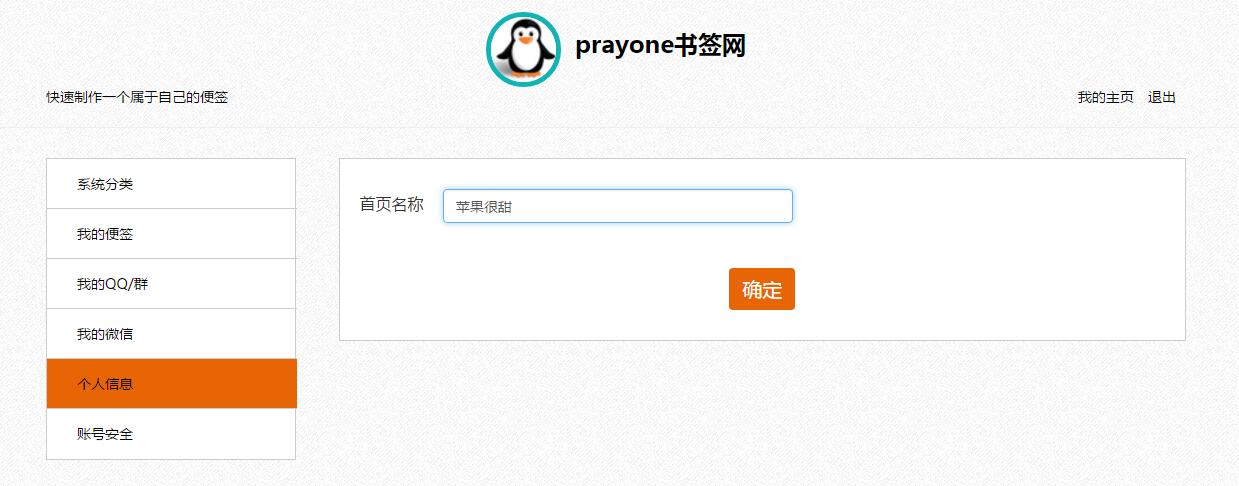 prayone书签网
快速制作一个属于自己的便签
我的主页 退出
系统分类
我的便签
我的QQ/群
我的微信
个人信息
账号安全
首页名称 苹果很甜
确定